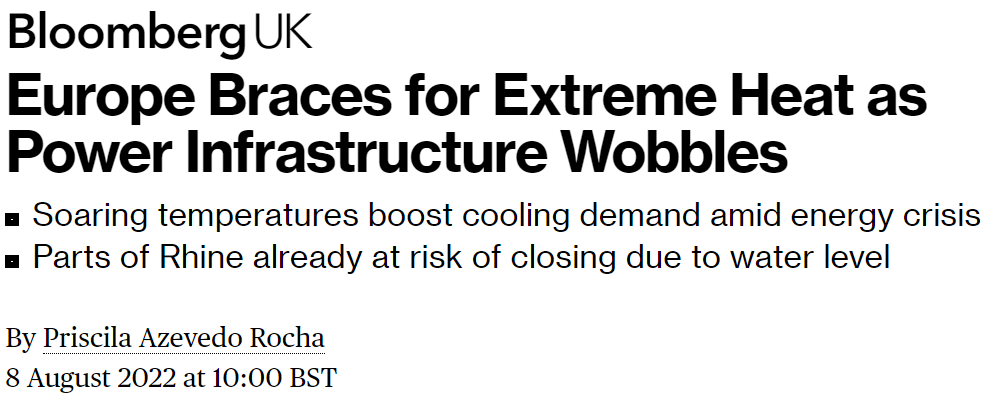 Bloomberg UK
Europe Braces for Extreme Heat as
Power Infrastructure Wobbles
Soaring temperatures boost cooling demand amid energy crisis
Parts of Rhine already at risk of closing due to water level
By Priscila Azevedo Rocha
8 August 2022 at 10:00 BST